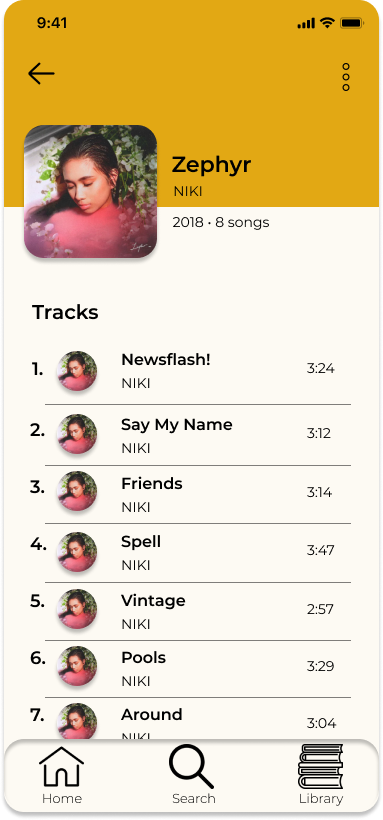 9:41
Zephyr
NIKI
2018 • 8 songs
Tracks
1. Newsflash! 3:24
NIKI
2. Say My Name 3:12
NIKI
3. Friends 3:14
NIKI
4. Spell 3:47
NIKI
5. Vintage 2:57
NIKI
6. Pools 3:29
NIKI
7. Around 3:04
NIKI
Home Search Library